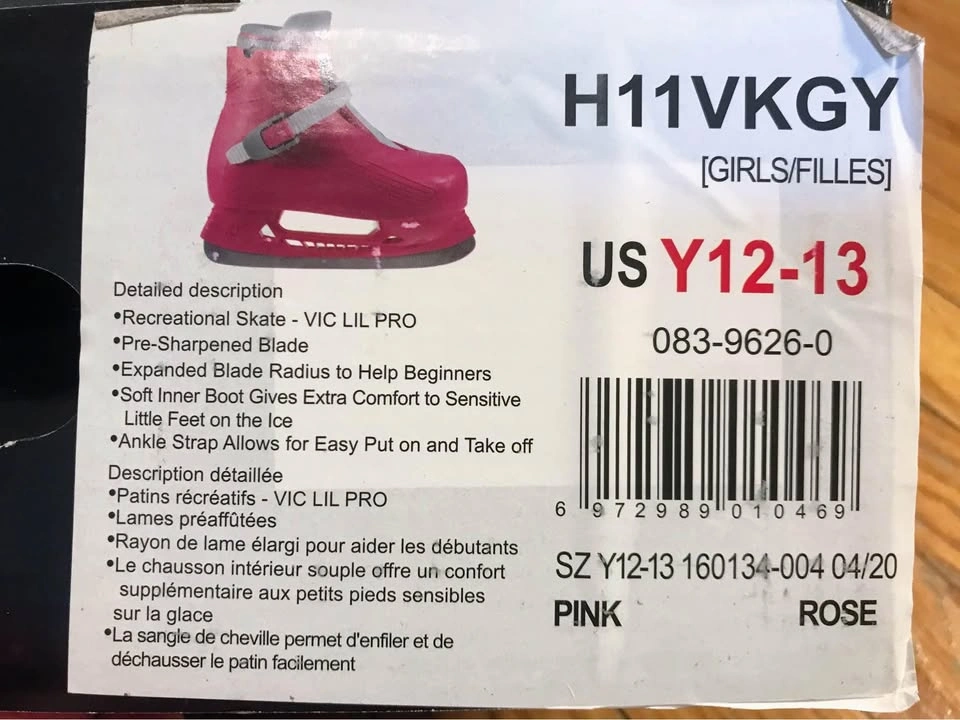 H11VKGY
[GIRLS/FILLES]
US Y12-13
083-9626-0
6 972989 010469
SZ Y12-13 160134-004 04/20
PINK ROSE
Detailed description
•Recreational Skate - VIC LIL PRO
•Pre-Sharpened Blade
•Expanded Blade Radius to Help Beginners
•Soft Inner Boot Gives Extra Comfort to Sensitive
Little Feet on the Ice
•Ankle Strap Allows for Easy Put on and Take off
Description détaillée
•Patins récréatifs - VIC LIL PRO
•Lames préaffûtées
•Rayon de lame élargi pour aider les débutants
•Le chausson intérieur souple offre un confort
supplémentaire aux petits pieds sensibles
sur la glace
•La sangle de cheville permet d'enfiler et de
déchausser le patin facilement